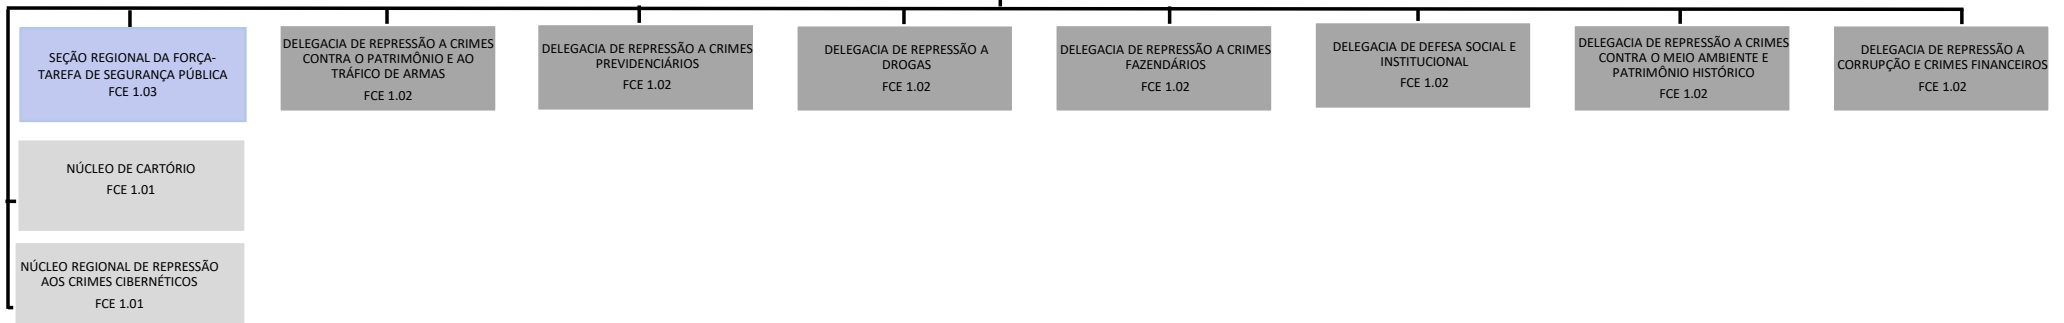 SEÇÃO REGIONAL DA FORÇA-
TAREFA DE SEGURANÇA PÚBLICA
FCE 1.03
DELEGACIA DE REPRESSÃO A CRIMES
CONTRA O PATRIMÔNIO E AO
TRÁFICO DE ARMAS
FCE 1.02
DELEGACIA DE REPRESSÃO A CRIMES
PREVIDENCIÁRIOS
FCE 1.02
DELEGACIA DE REPRESSÃO A
DROGAS
FCE 1.02
DELEGACIA DE REPRESSÃO A CRIMES
FAZENDÁRIOS
FCE 1.02
DELEGACIA DE DEFESA SOCIAL E
INSTITUCIONAL
FCE 1.02
DELEGACIA DE REPRESSÃO A CRIMES
CONTRA O MEIO AMBIENTE E
PATRIMÔNIO HISTÓRICO
FCE 1.02
DELEGACIA DE REPRESSÃO A
CORRUPÇÃO E CRIMES FINANCEIROS
FCE 1.02
NÚCLEO DE CARTÓRIO
FCE 1.01
NÚCLEO REGIONAL DE REPRESSÃO
AOS CRIMES CIBERNÉTICOS
FCE 1.01